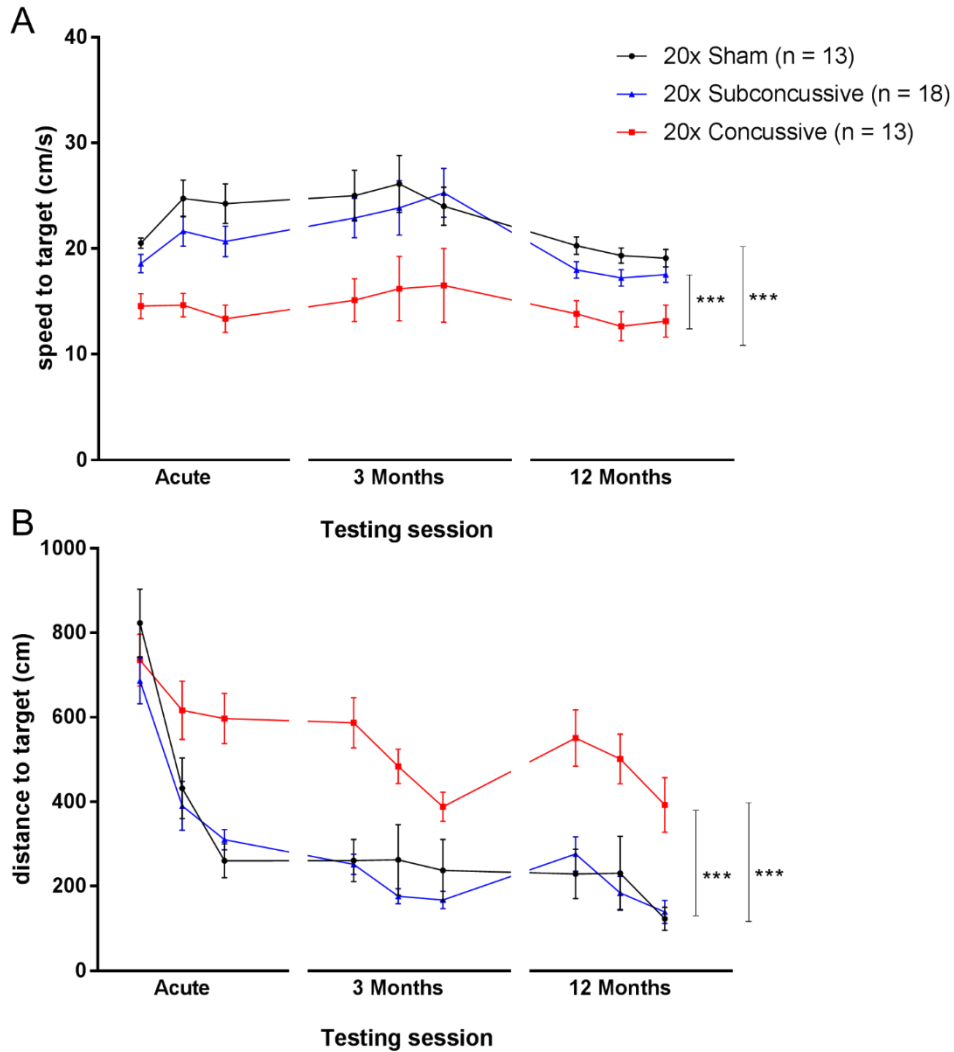 A
40
20x Sham (n = 13)
20x Subconcussive (n = 18)
20x Concussive (n = 13)
30
20
10
0
speed to target (cm/s)
***
***
Acute
3 Months
12 Months
Testing session
B
1000
800
600
400
200
0
distance to target (cm)
***
***
Acute
3 Months
12 Months
Testing session